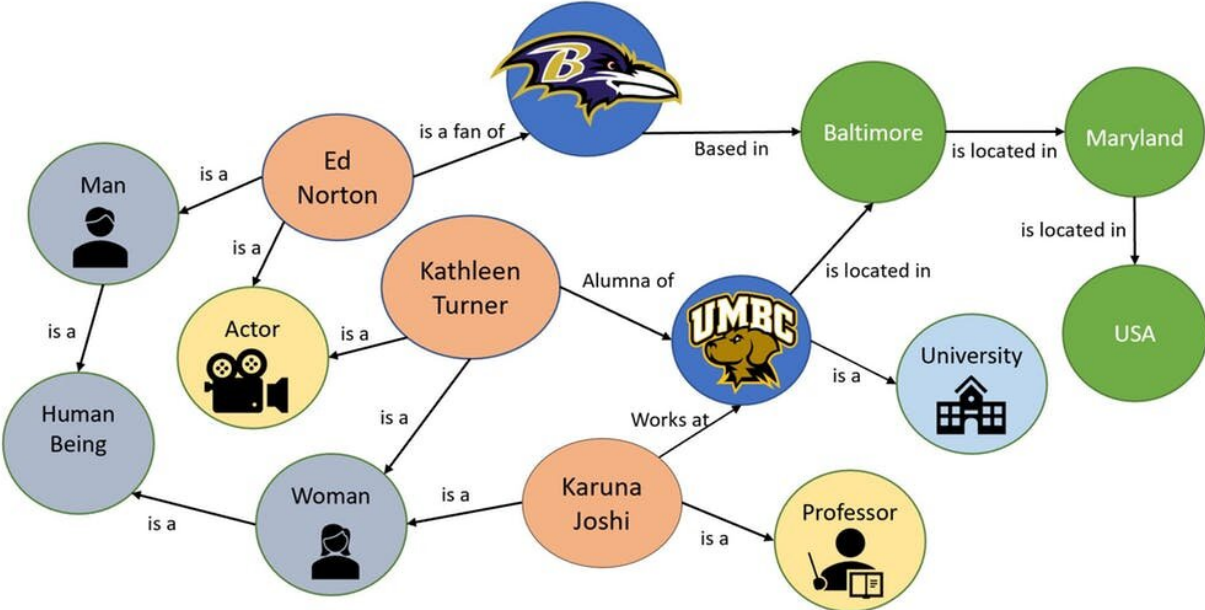 B
is a fan of
Based in
Baltimore
is located in
Maryland
Ed
Norton
is a
Man
is a
is located in
Kathleen
Turner
Alumna of
is located in
UMBC
Actor
is a
is a
USA
University
is a
Human
Being
is a
Works at
Woman
is a
Karuna
Joshi
Professor
is a
is a